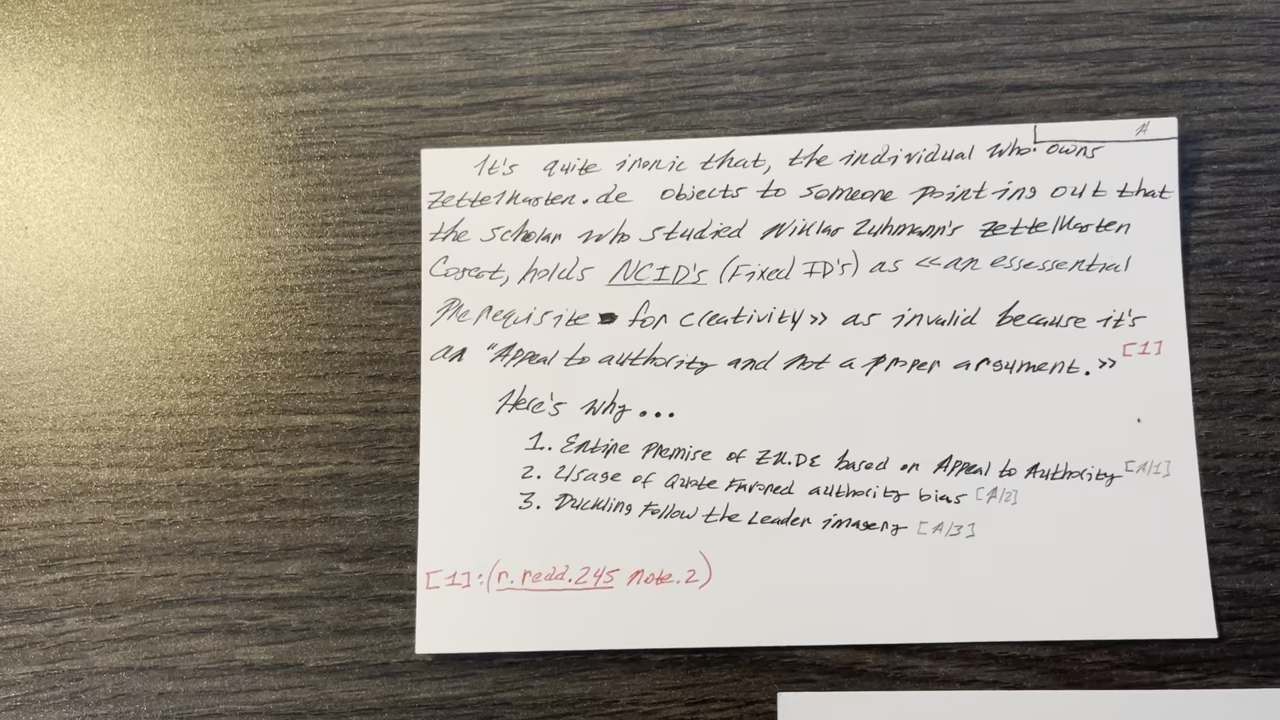 A
It's quite ironic that, the individual who owns
Zettelkasten.de objects to someone pointing out that
the scholar who studied Niklas Luhmann's Zettelkasten
closest, holds NCID's (Fixed ID's) as <<an essessential
Prerequisite for creativity>> as invalid because it's
an "Appeal to authority and not a proper argument.>> [1]
Here's why...
1. Entire Premise of ZK.DE based on Appeal to Authority [A/1]
2. Usage of Quote Favored authority bias [A/2]
3. Duckling Follow the Leader imagery [A/3]
[1]:(r.redd.245 note.2)